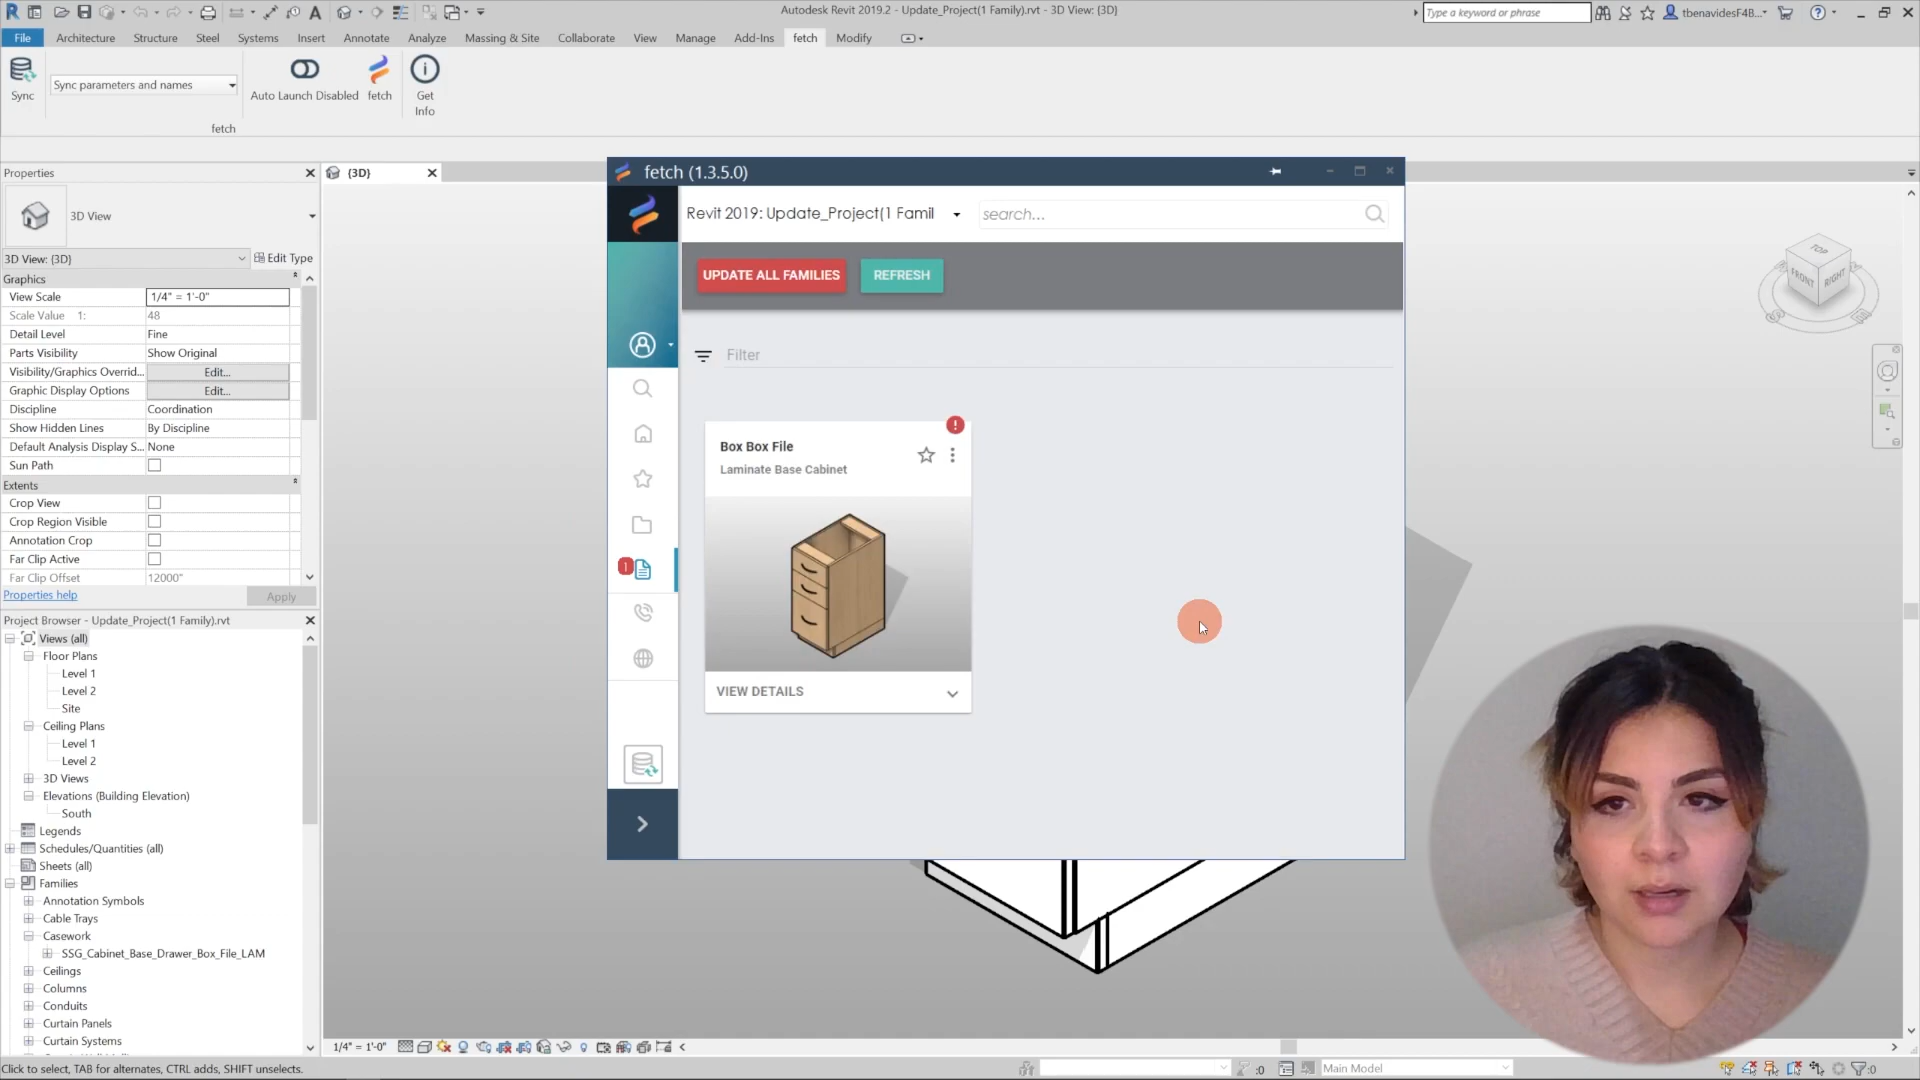 Autodesk Revit 2019.2 - Update_Project(1 Family).rvt - 3D View: {3D}
Type a keyword or phrase
tbenavidesF4B...
File
Architecture
Structure
Steel
Systems
Insert
Annotate
Analyze
Massing & Site
Collaborate
View
Manage
Add-Ins
fetch
Modify
Sync
Sync parameters and names
Auto Launch Disabled
fetch
Get
Info
fetch
Properties
3D View
3D View: {3D}
Edit Type
Graphics
View Scale
1/4" = 1'-0"
Scale Value 1:
48
Detail Level
Fine
Parts Visibility
Show Original
Visibility/Graphics Overrid...
Edit...
Graphic Display Options
Edit...
Discipline
Coordination
Show Hidden Lines
By Discipline
Default Analysis Display S...
None
Sun Path
Extents
Crop View
Crop Region Visible
Annotation Crop
Far Clip Active
Far Clip Offset
12000"
Properties help
Apply
Project Browser - Update_Project(1 Family).rvt
Views (all)
Floor Plans
Level 1
Level 2
Site
Ceiling Plans
Level 1
Level 2
3D Views
Elevations (Building Elevation)
South
Legends
Schedules/Quantities (all)
Sheets (all)
Families
Annotation Symbols
Cable Trays
Casework
SSG_Cabinet_Base_Drawer_Box_File_LAM
Ceilings
Columns
Conduits
Curtain Panels
Curtain Systems
{3D}
fetch (1.3.5.0)
Revit 2019: Update_Project(1 Famil
search...
UPDATE ALL FAMILIES
REFRESH
Filter
Box Box File
Laminate Base Cabinet
VIEW DETAILS
1
TOP
FRONT
RIGHT
1/4" = 1'-0"
Click to select, TAB for alternates, CTRL adds, SHIFT unselects.
:0
Main Model
:0